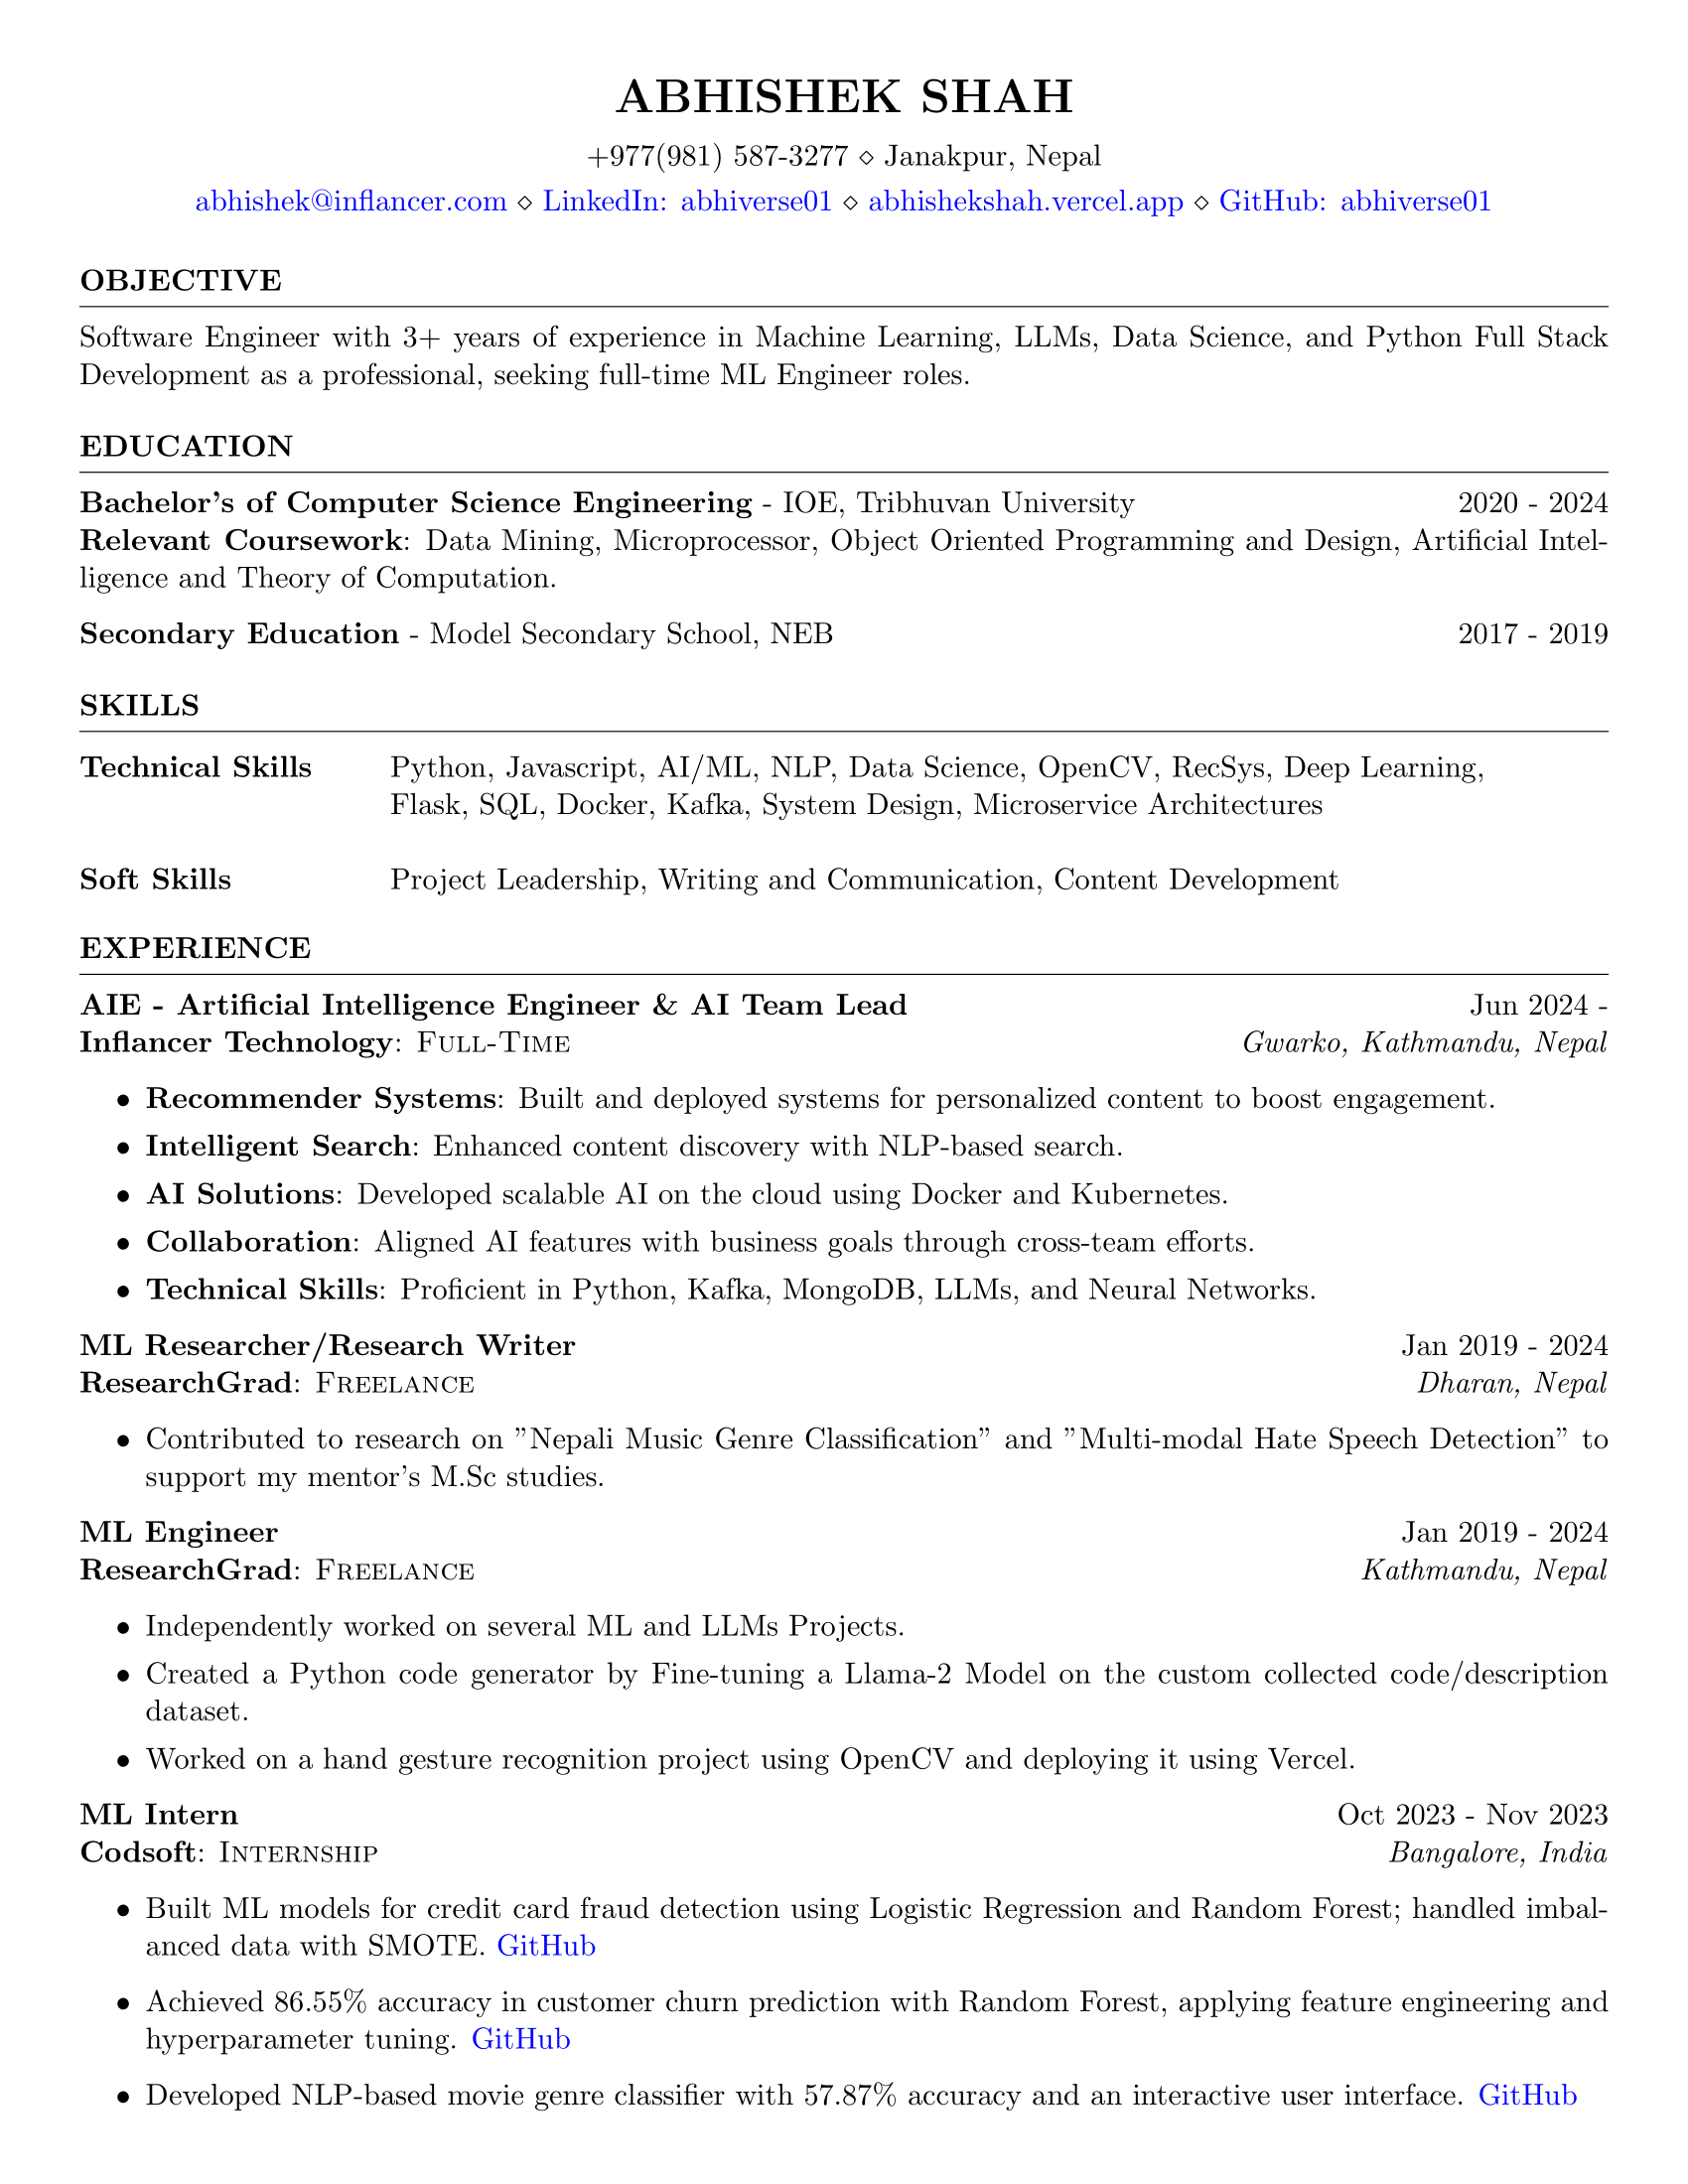 ABHISHEK SHAH
+977(981) 587-3277 ⋄ Janakpur, Nepal
abhishek@inflancer.com ⋄ LinkedIn: abhiverse01 ⋄ abhishekshah.vercel.app ⋄ GitHub: abhiverse01
OBJECTIVE
Software Engineer with 3+ years of experience in Machine Learning, LLMs, Data Science, and Python Full Stack
Development as a professional, seeking full-time ML Engineer roles.
EDUCATION
Bachelor's of Computer Science Engineering - IOE, Tribhuvan University 2020 - 2024
Relevant Coursework: Data Mining, Microprocessor, Object Oriented Programming and Design, Artificial Intel-
ligence and Theory of Computation.
Secondary Education - Model Secondary School, NEB 2017 - 2019
SKILLS
Technical Skills Python, Javascript, AI/ML, NLP, Data Science, OpenCV, RecSys, Deep Learning,
Flask, SQL, Docker, Kafka, System Design, Microservice Architectures
Soft Skills Project Leadership, Writing and Communication, Content Development
EXPERIENCE
AIE - Artificial Intelligence Engineer & AI Team Lead Jun 2024 -
Inflancer Technology: Full-Time Gwarko, Kathmandu, Nepal
• Recommender Systems: Built and deployed systems for personalized content to boost engagement.
• Intelligent Search: Enhanced content discovery with NLP-based search.
• AI Solutions: Developed scalable AI on the cloud using Docker and Kubernetes.
• Collaboration: Aligned AI features with business goals through cross-team efforts.
• Technical Skills: Proficient in Python, Kafka, MongoDB, LLMs, and Neural Networks.
ML Researcher/Research Writer Jan 2019 - 2024
ResearchGrad: Freelance Dharan, Nepal
• Contributed to research on ”Nepali Music Genre Classification” and ”Multi-modal Hate Speech Detection” to
support my mentor's M.Sc studies.
ML Engineer Jan 2019 - 2024
ResearchGrad: Freelance Kathmandu, Nepal
• Independently worked on several ML and LLMs Projects.
• Created a Python code generator by Fine-tuning a Llama-2 Model on the custom collected code/description
dataset.
• Worked on a hand gesture recognition project using OpenCV and deploying it using Vercel.
ML Intern Oct 2023 - Nov 2023
Codsoft: Internship Bangalore, India
• Built ML models for credit card fraud detection using Logistic Regression and Random Forest; handled imbal-
anced data with SMOTE. GitHub
• Achieved 86.55% accuracy in customer churn prediction with Random Forest, applying feature engineering and
hyperparameter tuning. GitHub
• Developed NLP-based movie genre classifier with 57.87% accuracy and an interactive user interface. GitHub